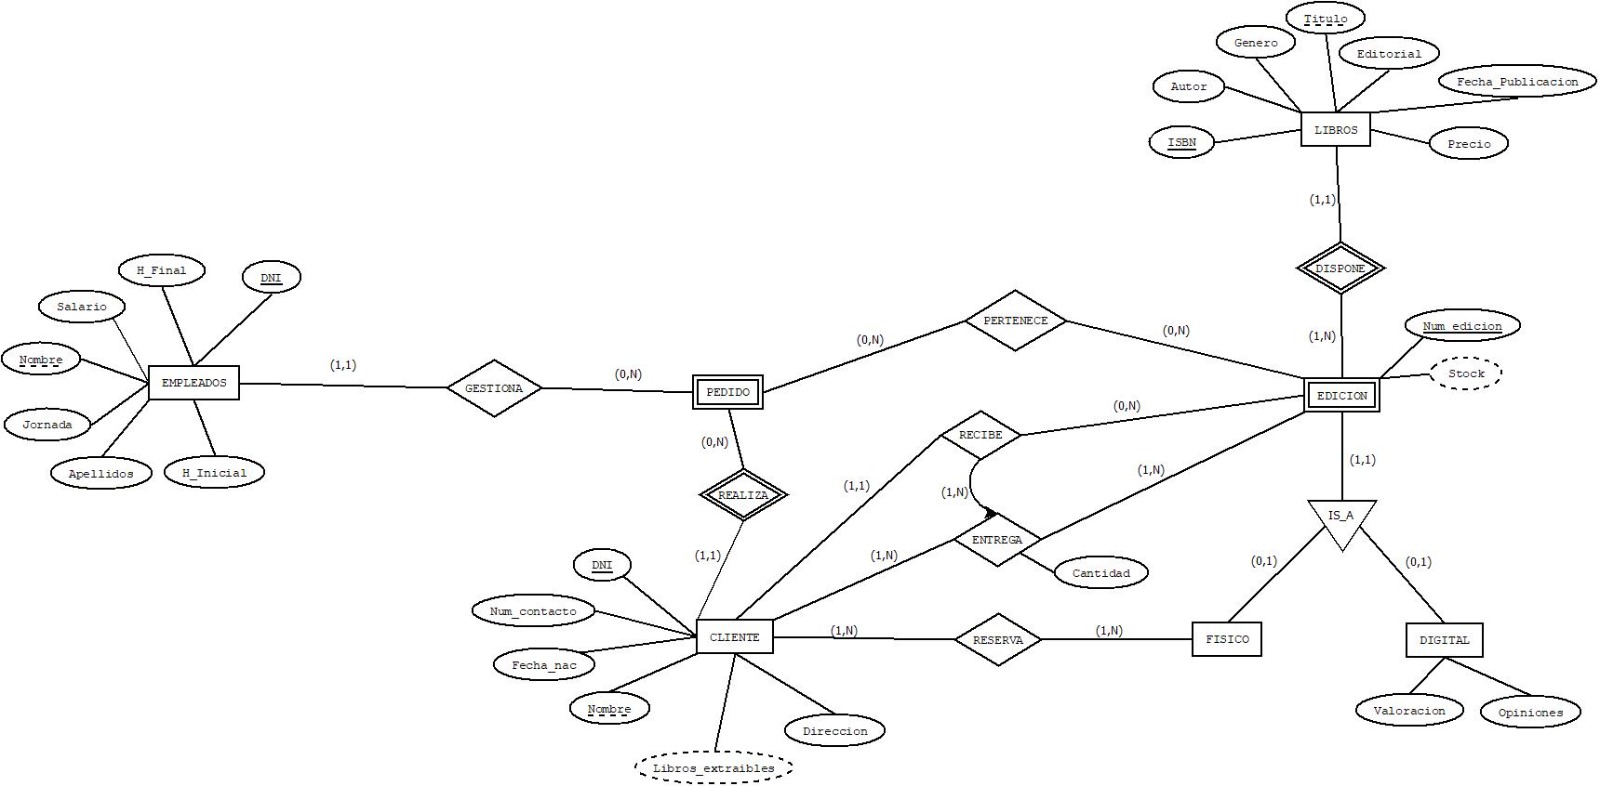 Titulo
Genero
Editorial
Fecha_Publicacion
Autor
LIBROS
ISBN
Precio
(1,1)
DISPONE
H_Final
DNI
Salario
Nombre
EMPLEADOS
Jornada
Apellidos
H_Inicial
(1,1)
GESTIONA
(0,N)
PEDIDO
(0,N)
PERTENECE
(0,N)
(1,N)
Num_edicion
Stock
EDICION
(0,N)
REALIZA
(1,1)
RECIBE
(0,N)
(1,1)
(1,N)
(1,N)
ENTREGA
(1,N)
Cantidad
(1,1)
IS_A
(0,1)
(0,1)
DNI
Num_contacto
Fecha_nac
Nombre
CLIENTE
Libros_extraibles
Direccion
(1,N)
RESERVA
(1,N)
FISICO
DIGITAL
Valoracion
Opiniones